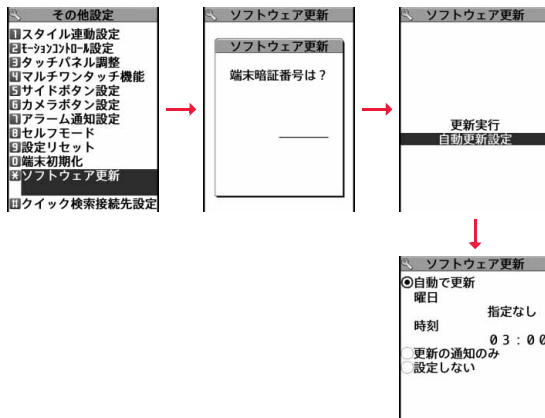 その他設定
1スタイル連動設定
2ﾓｰｼｮﾝｺﾝﾄﾛｰﾙ設定
3タッチパネル調整
4マルチワンタッチ機能
5サイドボタン設定
6カメラボタン設定
7アラーム通知設定
8セルフモード
9設定リセット
0端末初期化
*ソフトウェア更新
#クイック検索接続先設定
ソフトウェア更新
ソフトウェア更新
端末暗証番号は？
ソフトウェア更新
更新実行
自動更新設定
ソフトウェア更新
自動で更新
曜日
指定なし
時刻
03:00
更新の通知のみ
設定しない